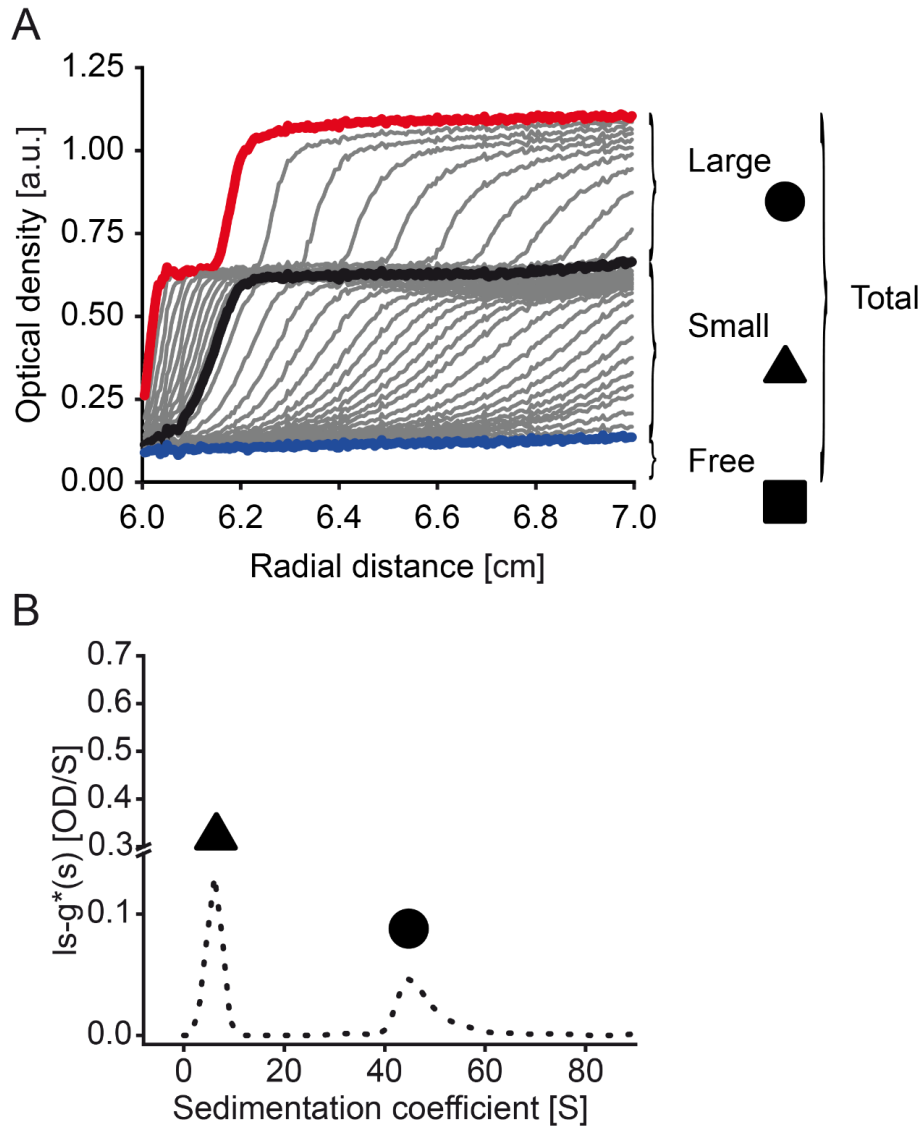 A
Optical density [a.u.]
1.25
1.00
0.75
0.50
0.25
0.00
6.0 6.2 6.4 6.6 6.8 7.0
Radial distance [cm]
Large
Small
Free
Total
B
ls-g*(s) [OD/S]
0.7
0.6
0.5
0.4
0.3
0.1
0.0
0 20 40 60 80
Sedimentation coefficient [S]